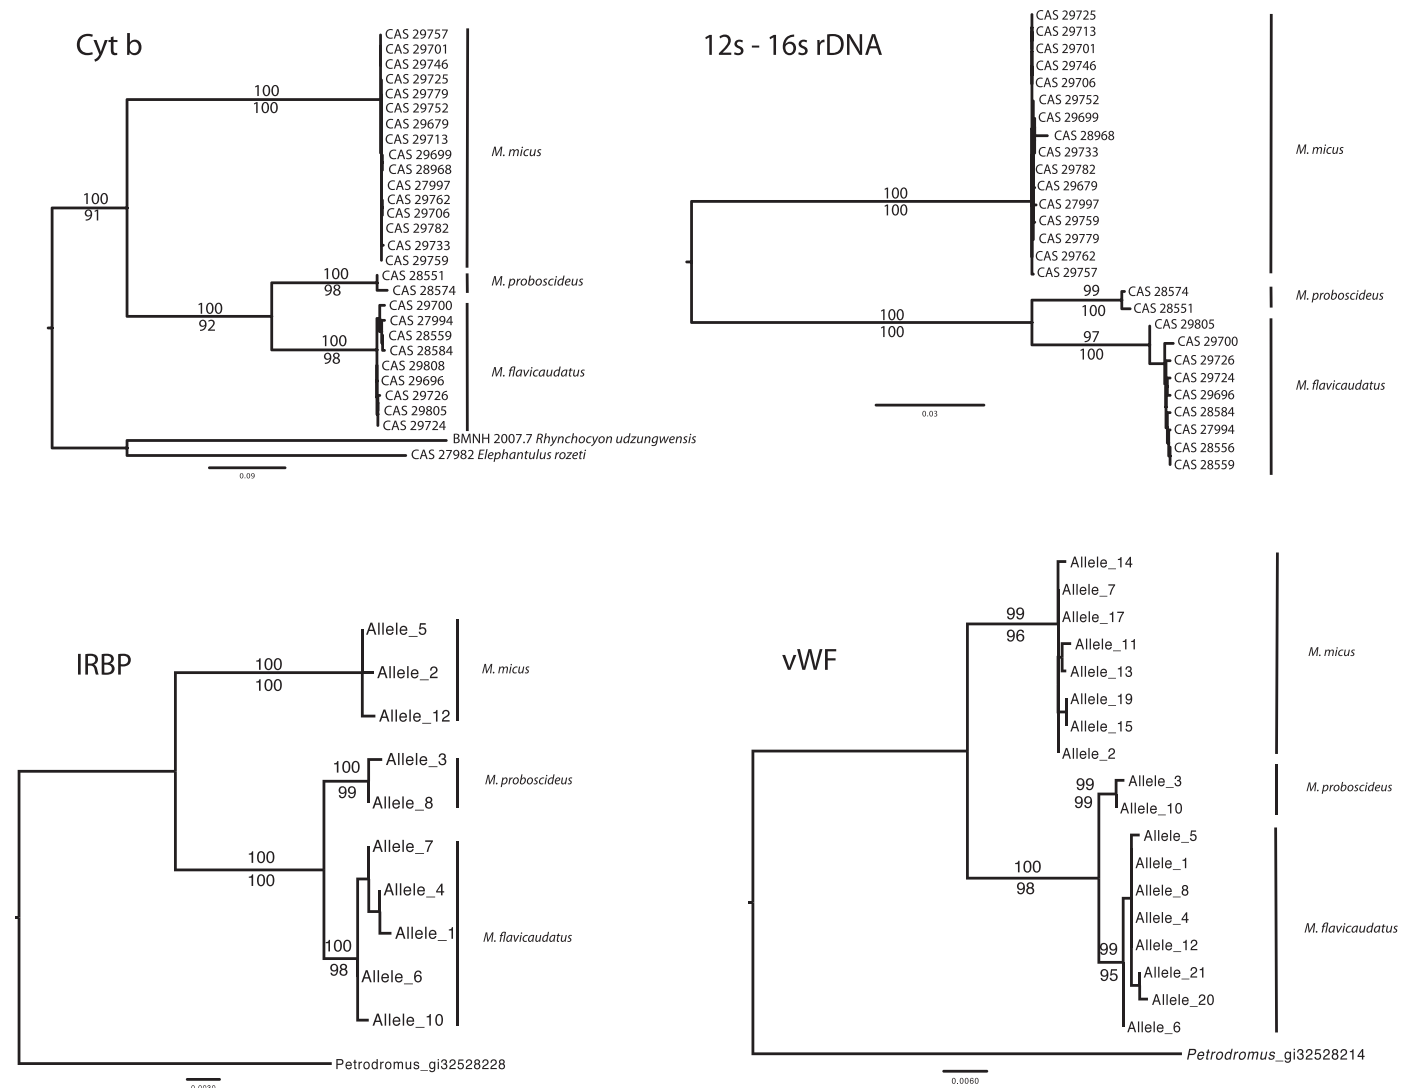 Cyt b
CAS 29757
CAS 29701
CAS 29746
CAS 29725
CAS 29779
CAS 29752
CAS 29679
CAS 29713
CAS 29699
CAS 28968
CAS 27997
CAS 29762
CAS 29706
CAS 29782
CAS 29733
CAS 29759
CAS 28551
CAS 28574
CAS 29700
CAS 27994
CAS 28559
CAS 28584
CAS 29808
CAS 29696
CAS 29726
CAS 29805
CAS 29724
BMNH 2007.7 Rhynchocyon udzungwensis
CAS 27982 Elephantulus rozeti
100
100
100
91
100
98
100
92
100
98
M. micus
M. proboscideus
M. flavicaudatus
0.09
12s - 16s rDNA
CAS 29725
CAS 29713
CAS 29701
CAS 29746
CAS 29706
CAS 29752
CAS 29699
CAS 28968
CAS 29733
CAS 29782
CAS 29679
CAS 27997
CAS 29759
CAS 29779
CAS 29762
CAS 29757
CAS 28574
CAS 28551
CAS 29805
CAS 29700
CAS 29726
CAS 29724
CAS 29696
CAS 28584
CAS 27994
CAS 28556
CAS 28559
100
100
99
100
100
100
97
100
M. micus
M. proboscideus
M. flavicaudatus
0.03
IRBP
Allele_5
Allele_2
Allele_12
Allele_3
Allele_8
Allele_7
Allele_4
Allele_1
Allele_6
Allele_10
Petrodromus_gi32528228
100
100
100
99
100
100
100
98
M. micus
M. proboscideus
M. flavicaudatus
0.0030
vWF
Allele_14
Allele_7
Allele_17
Allele_11
Allele_13
Allele_19
Allele_15
Allele_2
Allele_3
Allele_10
Allele_5
Allele_1
Allele_8
Allele_4
Allele_12
Allele_21
Allele_20
Allele_6
Petrodromus_gi32528214
99
96
99
99
100
98
99
95
M. micus
M. proboscideus
M. flavicaudatus
0.0060